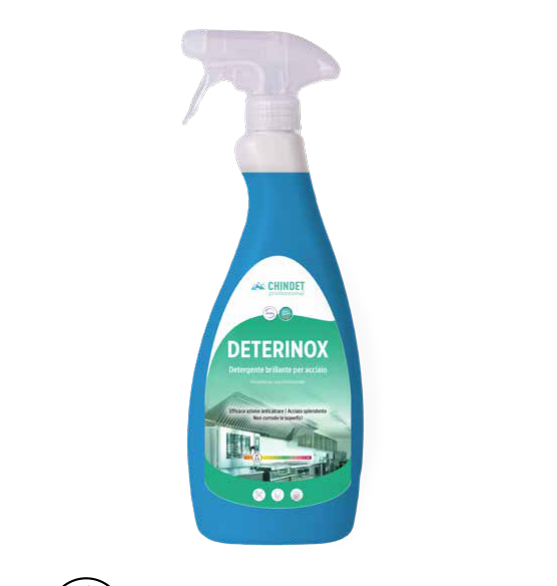 CHINDET
professional
DETERINOX
Detergente brillante per acciaio
Efficace azione anticalcare | Acciaio splendente
Non corrode le superfici